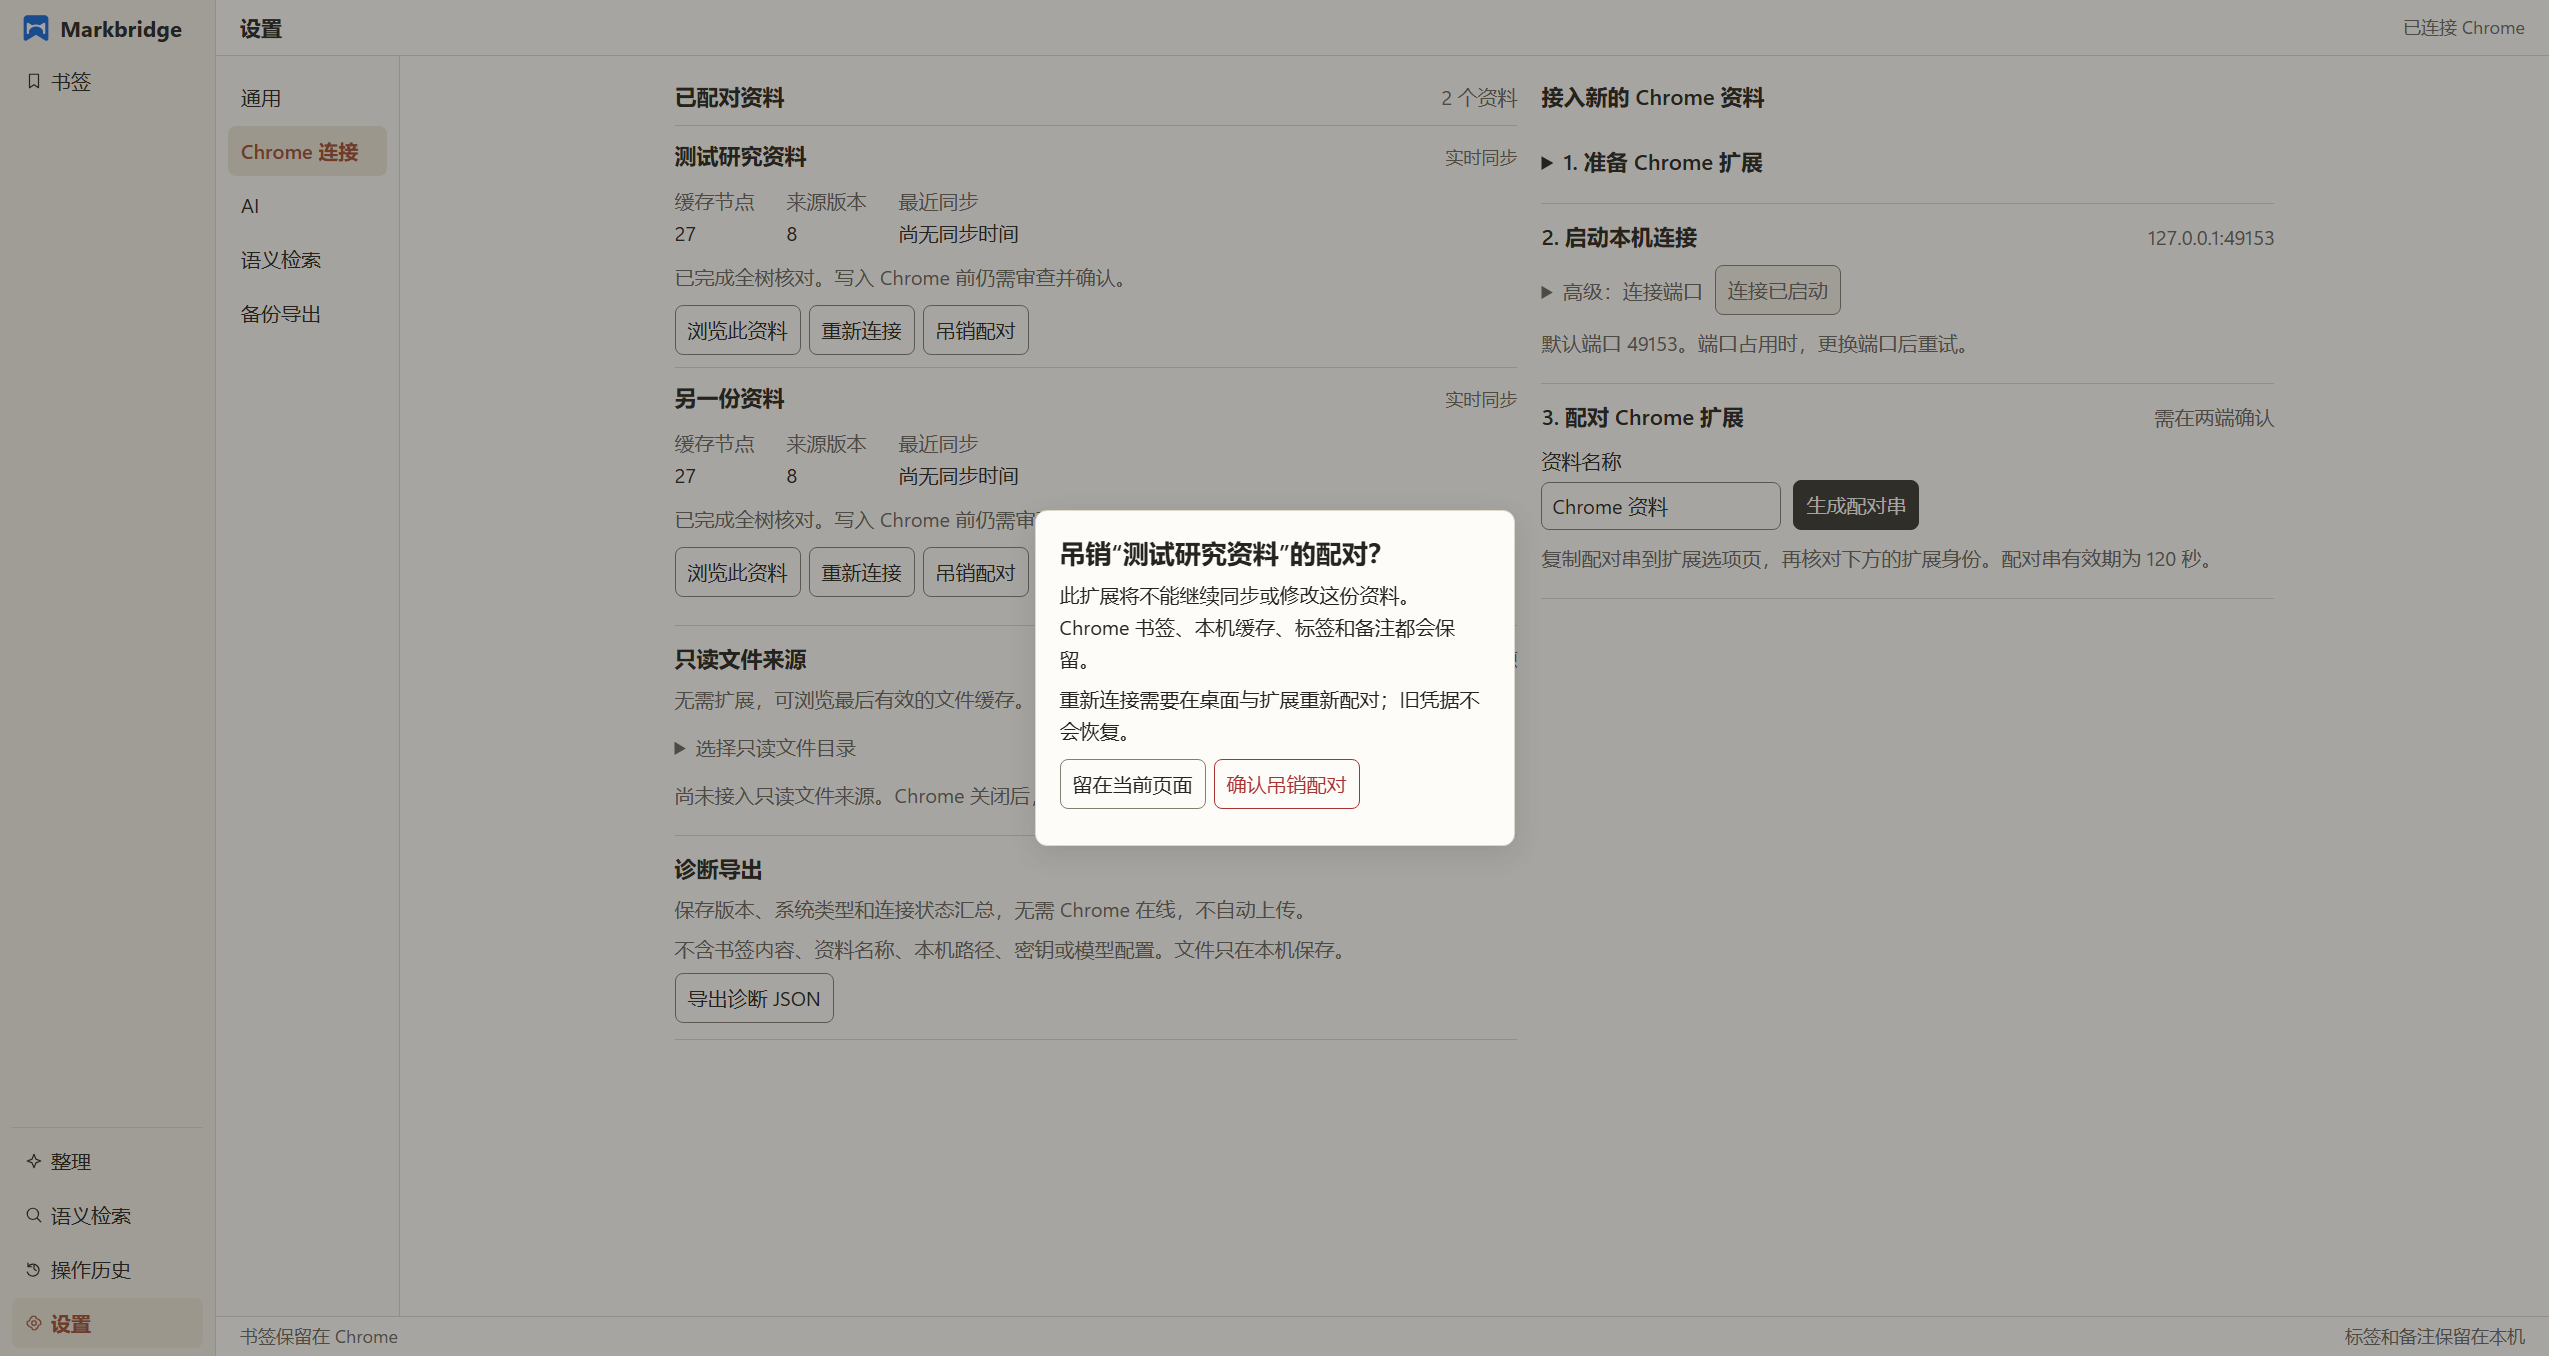 Markbridge
书签
整理
语义检索
操作历史
设置
设置
已连接 Chrome
通用
Chrome 连接
AI
语义检索
备份导出
已配对资料
2 个资料
测试研究资料
实时同步
缓存节点 来源版本 最近同步
27 8 尚无同步时间
已完成全树核对。写入 Chrome 前仍需审查并确认。
浏览此资料 重新连接 吊销配对
另一份资料
实时同步
缓存节点 来源版本 最近同步
27 8 尚无同步时间
已完成全树核对。写入 Chrome 前仍需审
浏览此资料 重新连接 吊销配对
只读文件来源
无需扩展，可浏览最后有效的文件缓存。
选择只读文件目录
尚未接入只读文件来源。Chrome 关闭后，
诊断导出
保存版本、系统类型和连接状态汇总，无需 Chrome 在线，不自动上传。
不含书签内容、资料名称、本机路径、密钥或模型配置。文件只在本机保存。
导出诊断 JSON
接入新的 Chrome 资料
1. 准备 Chrome 扩展
2. 启动本机连接
127.0.0.1:49153
高级：连接端口 连接已启动
默认端口 49153。端口占用时，更换端口后重试。
3. 配对 Chrome 扩展
需在两端确认
资料名称
Chrome 资料 生成配对串
复制配对串到扩展选项页，再核对下方的扩展身份。配对串有效期为 120 秒。
吊销“测试研究资料”的配对？
此扩展将不能继续同步或修改这份资料。
Chrome 书签、本机缓存、标签和备注都会保
留。
重新连接需要在桌面与扩展重新配对；旧凭据不
会恢复。
留在当前页面 确认吊销配对
书签保留在 Chrome
标签和备注保留在本机